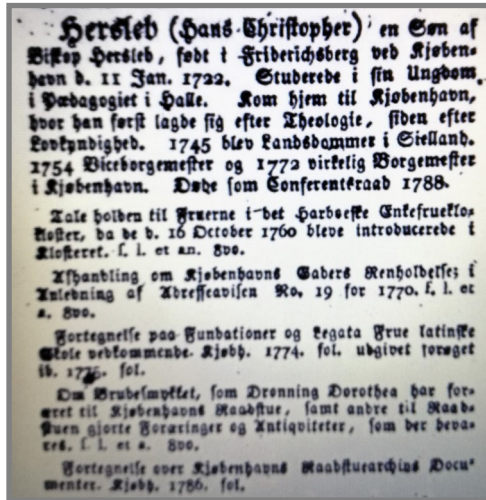 Hersleb (Hans Christopher) en Søn af
Biskop Hersleb, født i Friderichsberg ved Kjøben-
havn d. 11 Jan. 1722. Studerede i sin Ungdom
i Pædagogiet i Halle. Kom hjem til Kjøbenhavn,
hvor han først lagde sig efter Theologie, siden efter
Lovkyndighed. 1745 blev Landsdommer i Sielland.
1754 Viceborgemester og 1772 virkelig Borgemester
i Kjøbenhavn. Døde som Conferentsraad 1788.
Tale holden til Fruerne i det Harboeske Enkefrueklo-
kloster, da de d. 16 October 1760 bleve introducerede i
Klosteret. s. l. et an. 8vo.
Afhandling om Kjøbenhavns Gaders Renholdelse; i
Anledning af Adresseavisen No. 19 for 1770. s. l. et
a. 8vo.
Fortegnelse paa Fundationer og Legata Frue latinske
Skole vedkommende. Kjøbh. 1774. fol. udgivet forøget
ib. 1775. fol.
Om Brudesmykket, som Dronning Dorothea har for-
æret til Kjøbenhavns Raadstue, samt andre til Raad-
stuen gjorte Foræringer og Antiqviteter, som der beva-
res. s. l. et a. 8vo.
Fortegnelse over Kjøbenhavns Raadstuearchivs Docu-
menter. Kjøbh. 1786. fol.